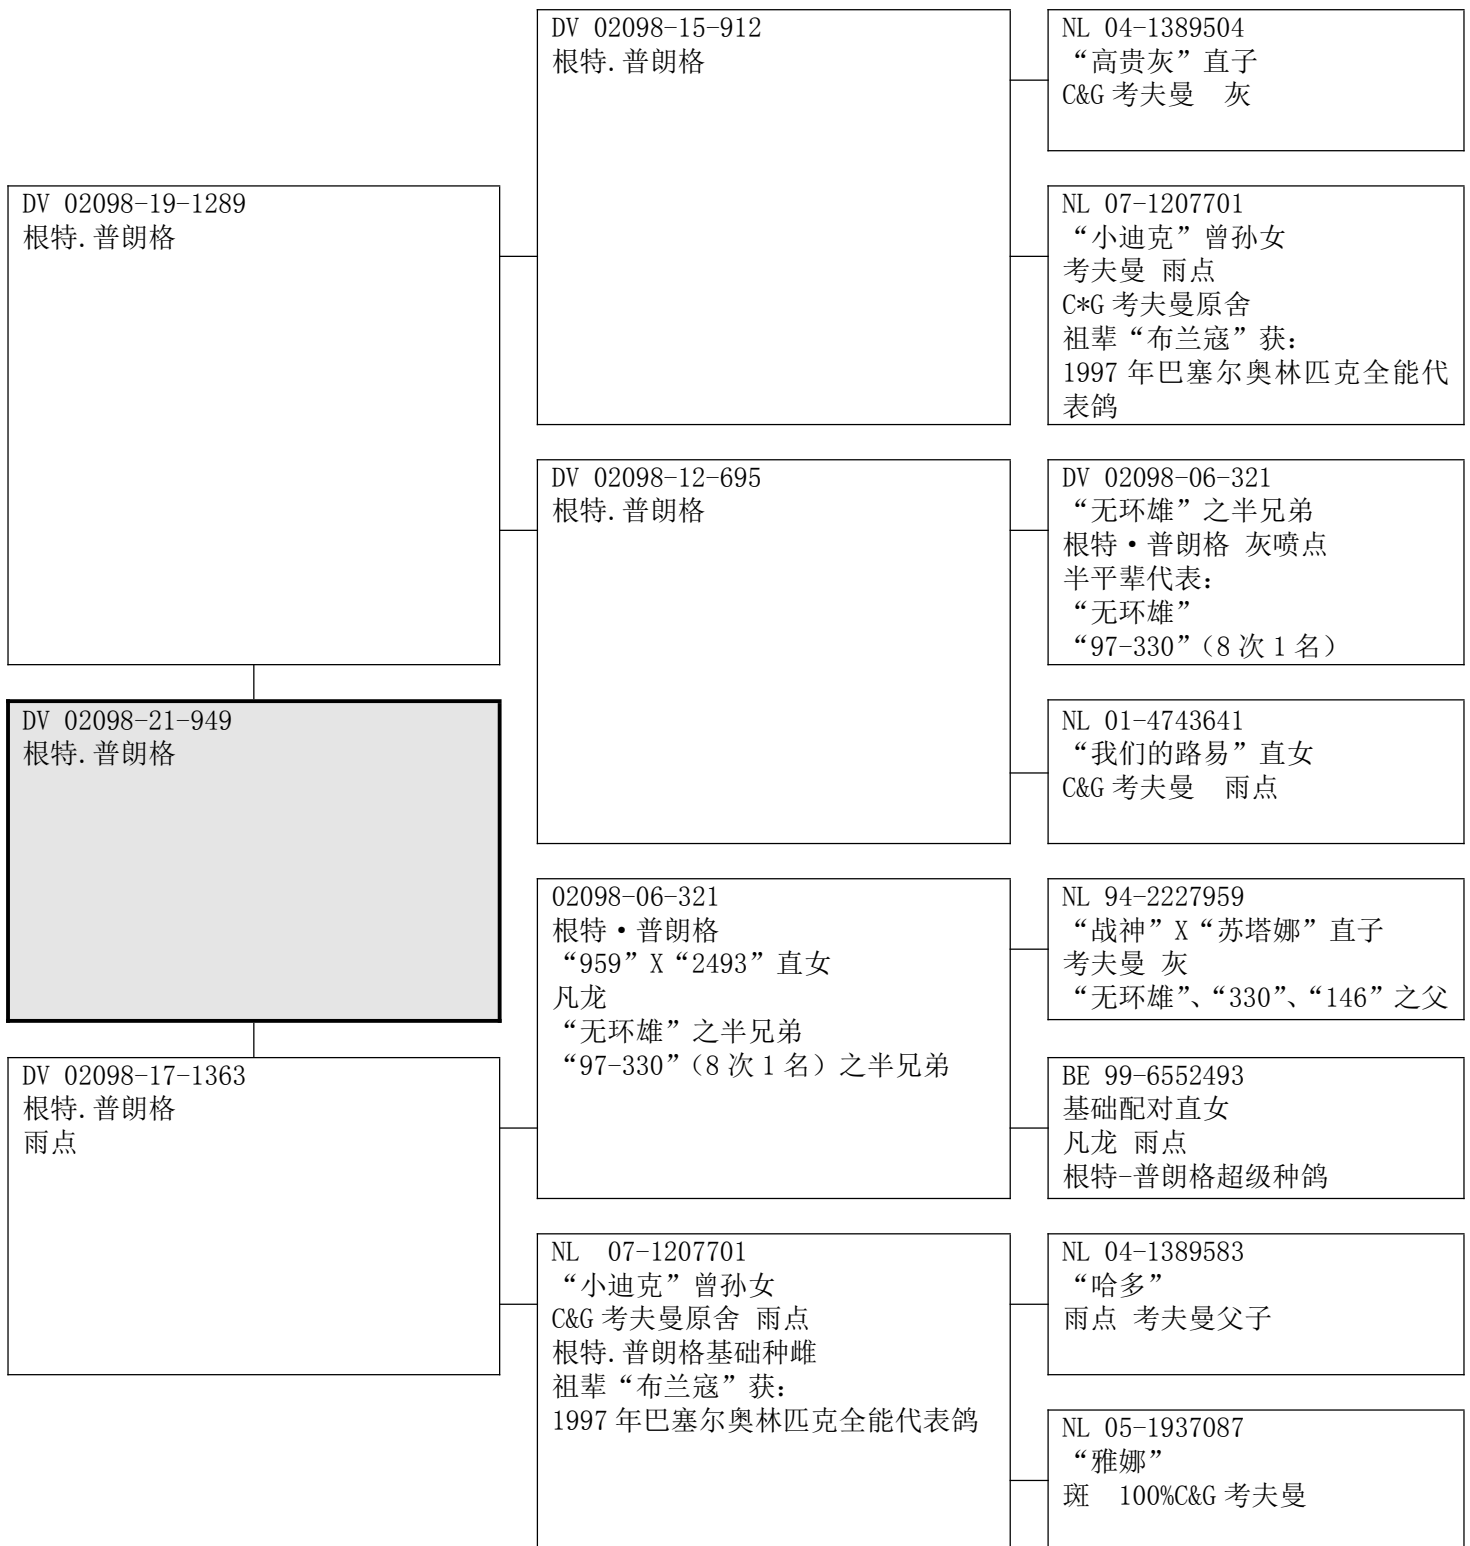 DV 02098-15-912
根特.普朗格
NL 04-1389504
“高贵灰”直子
C&G 考夫曼 灰
DV 02098-19-1289
根特.普朗格
NL 07-1207701
“小迪克”曾孙女
考夫曼 雨点
C*G 考夫曼原舍
祖辈“布兰寇”获：
1997 年巴塞尔奥林匹克全能代
表鸽
DV 02098-12-695
根特.普朗格
DV 02098-06-321
“无环雄”之半兄弟
根特·普朗格 灰喷点
半平辈代表：
“无环雄”
“97-330”（8 次 1 名）
DV 02098-21-949
根特.普朗格
NL 01-4743641
“我们的路易”直女
C&G 考夫曼 雨点
02098-06-321
根特·普朗格
“959”X“2493”直女
凡龙
“无环雄”之半兄弟
“97-330”（8 次 1 名）之半兄弟
NL 94-2227959
“战神”X“苏塔娜”直子
考夫曼 灰
“无环雄”、“330”、“146”之父
DV 02098-17-1363
根特.普朗格
雨点
BE 99-6552493
基础配对直女
凡龙 雨点
根特-普朗格超级种鸽
NL 07-1207701
“小迪克”曾孙女
C&G 考夫曼原舍 雨点
根特.普朗格基础种雌
祖辈“布兰寇”获：
1997 年巴塞尔奥林匹克全能代表鸽
NL 04-1389583
“哈多”
雨点 考夫曼父子
NL 05-1937087
“雅娜”
斑 100%C&G 考夫曼